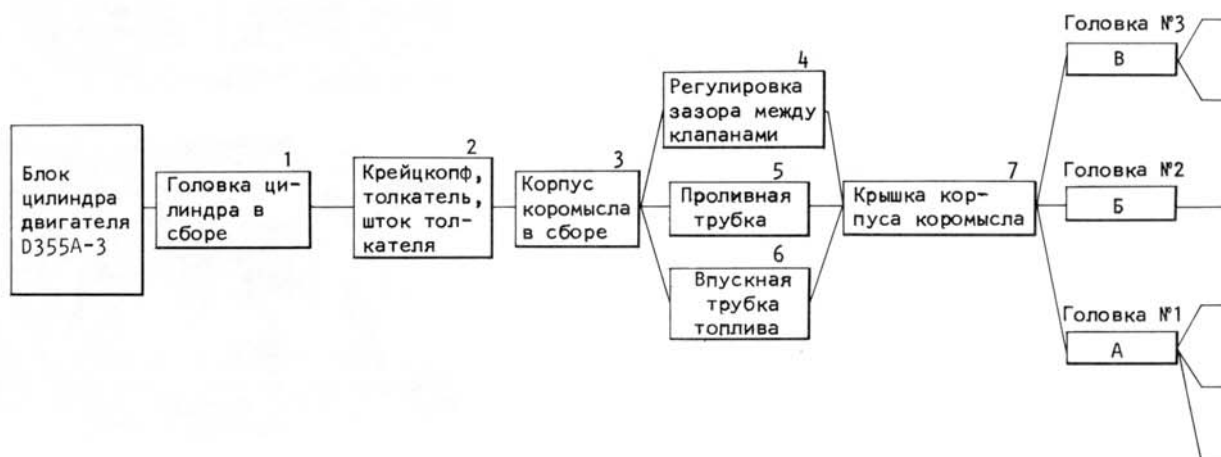 Блок
цилиндра
двигателя
D355A-3
1
Головка ци-
линдра в
сборе
2
Крейцкопф,
толкатель,
шток тол-
кателя
3
Корпус
коромысла
в сборе
4
Регулировка
зазора между
клапанами
5
Проливная
трубка
6
Впускная
трубка
топлива
7
Крышка кор-
пуса коромысла
Головка №3
В
Головка №2
Б
Головка №1
А